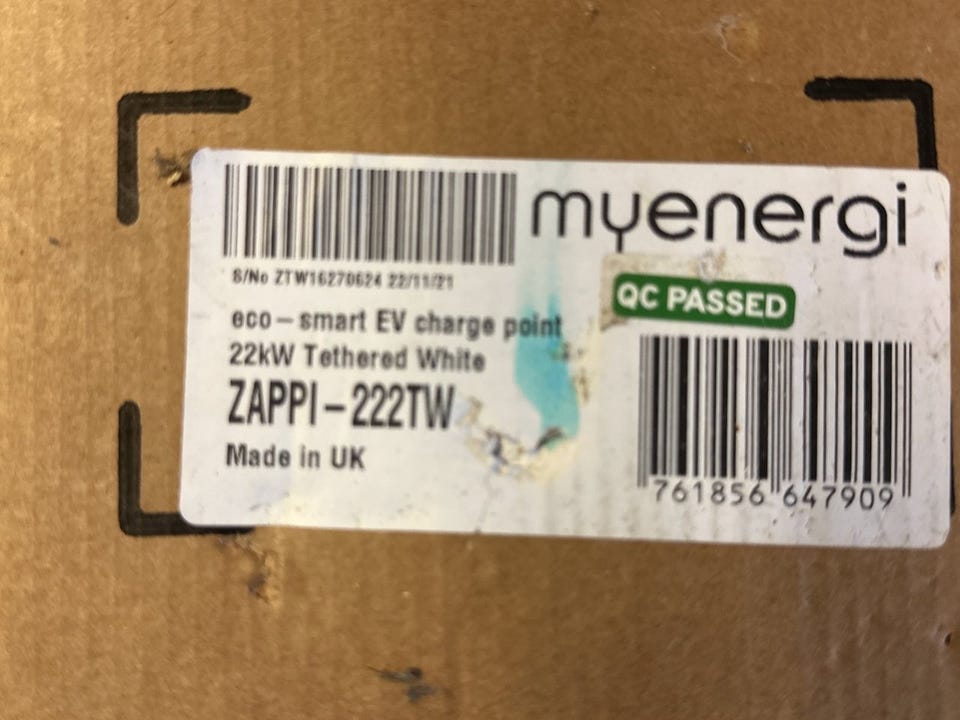 myenergi
S/No ZTW16270624 22/11/21
QC PASSED
eco-smart EV charge point
22kW Tethered White
ZAPPI-222TW
Made in UK
761856 647909